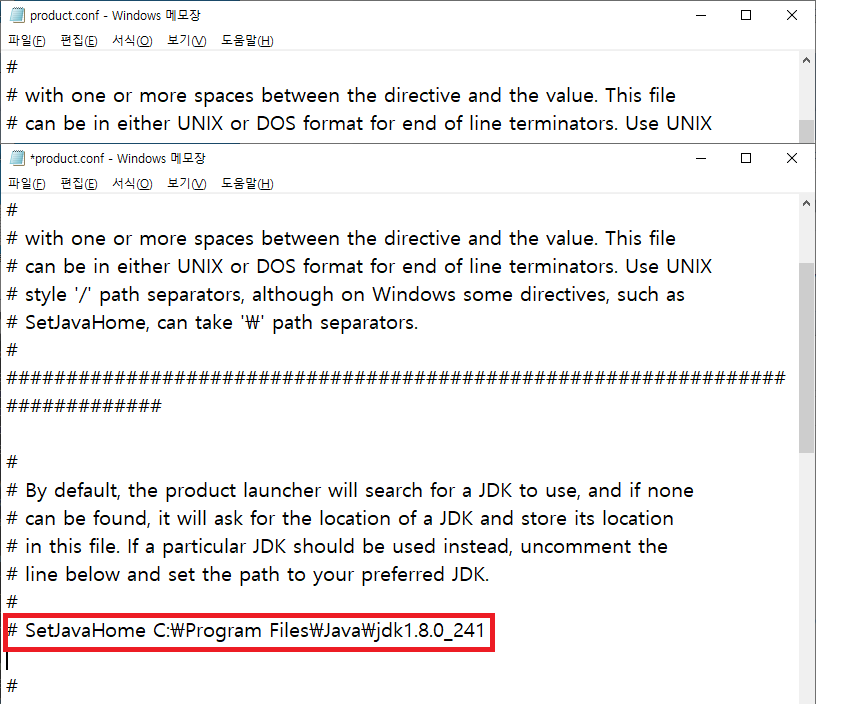 product.conf - Windows 메모장
파일(F) 편집(E) 서식(O) 보기(V) 도움말(H)
#
# with one or more spaces between the directive and the value. This file
# can be in either UNIX or DOS format for end of line terminators. Use UNIX
*product.conf - Windows 메모장
파일(F) 편집(E) 서식(O) 보기(V) 도움말(H)
#
# with one or more spaces between the directive and the value. This file
# can be in either UNIX or DOS format for end of line terminators. Use UNIX
# style '/' path separators, although on Windows some directives, such as
# SetJavaHome, can take '₩' path separators.
#
#################################################################
#############
#
# By default, the product launcher will search for a JDK to use, and if none
# can be found, it will ask for the location of a JDK and store its location
# in this file. If a particular JDK should be used instead, uncomment the
# line below and set the path to your preferred JDK.
#
# SetJavaHome C:₩Program Files₩Java₩jdk1.8.0_241
#